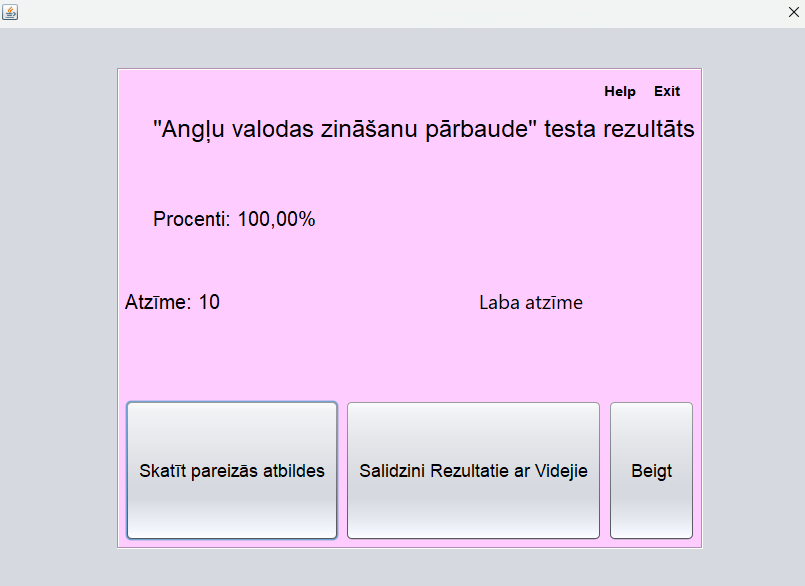 Help Exit
"Angļu valodas zināšanu pārbaude" testa rezultāts
Procenti: 100,00%
Atzīme: 10
Laba atzīme
Skatīt pareizās atbildes
Salidzini Rezultatie ar Videjie
Beigt